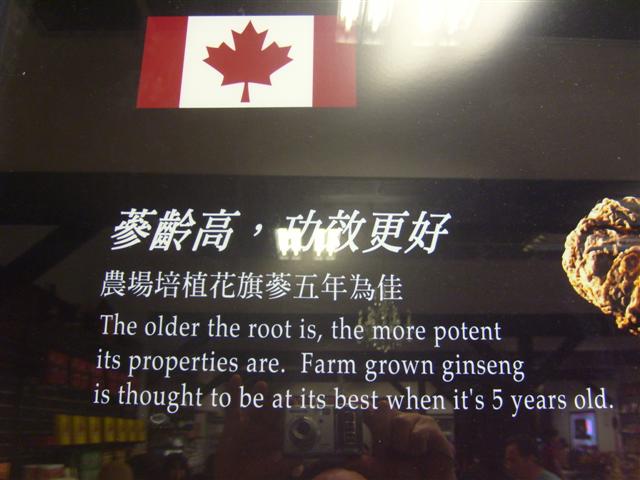 蔘齡高，功效更好
農場培植花旗蔘五年為佳
The older the root is, the more potent
its properties are. Farm grown ginseng
is thought to be at its best when it's 5 years old.